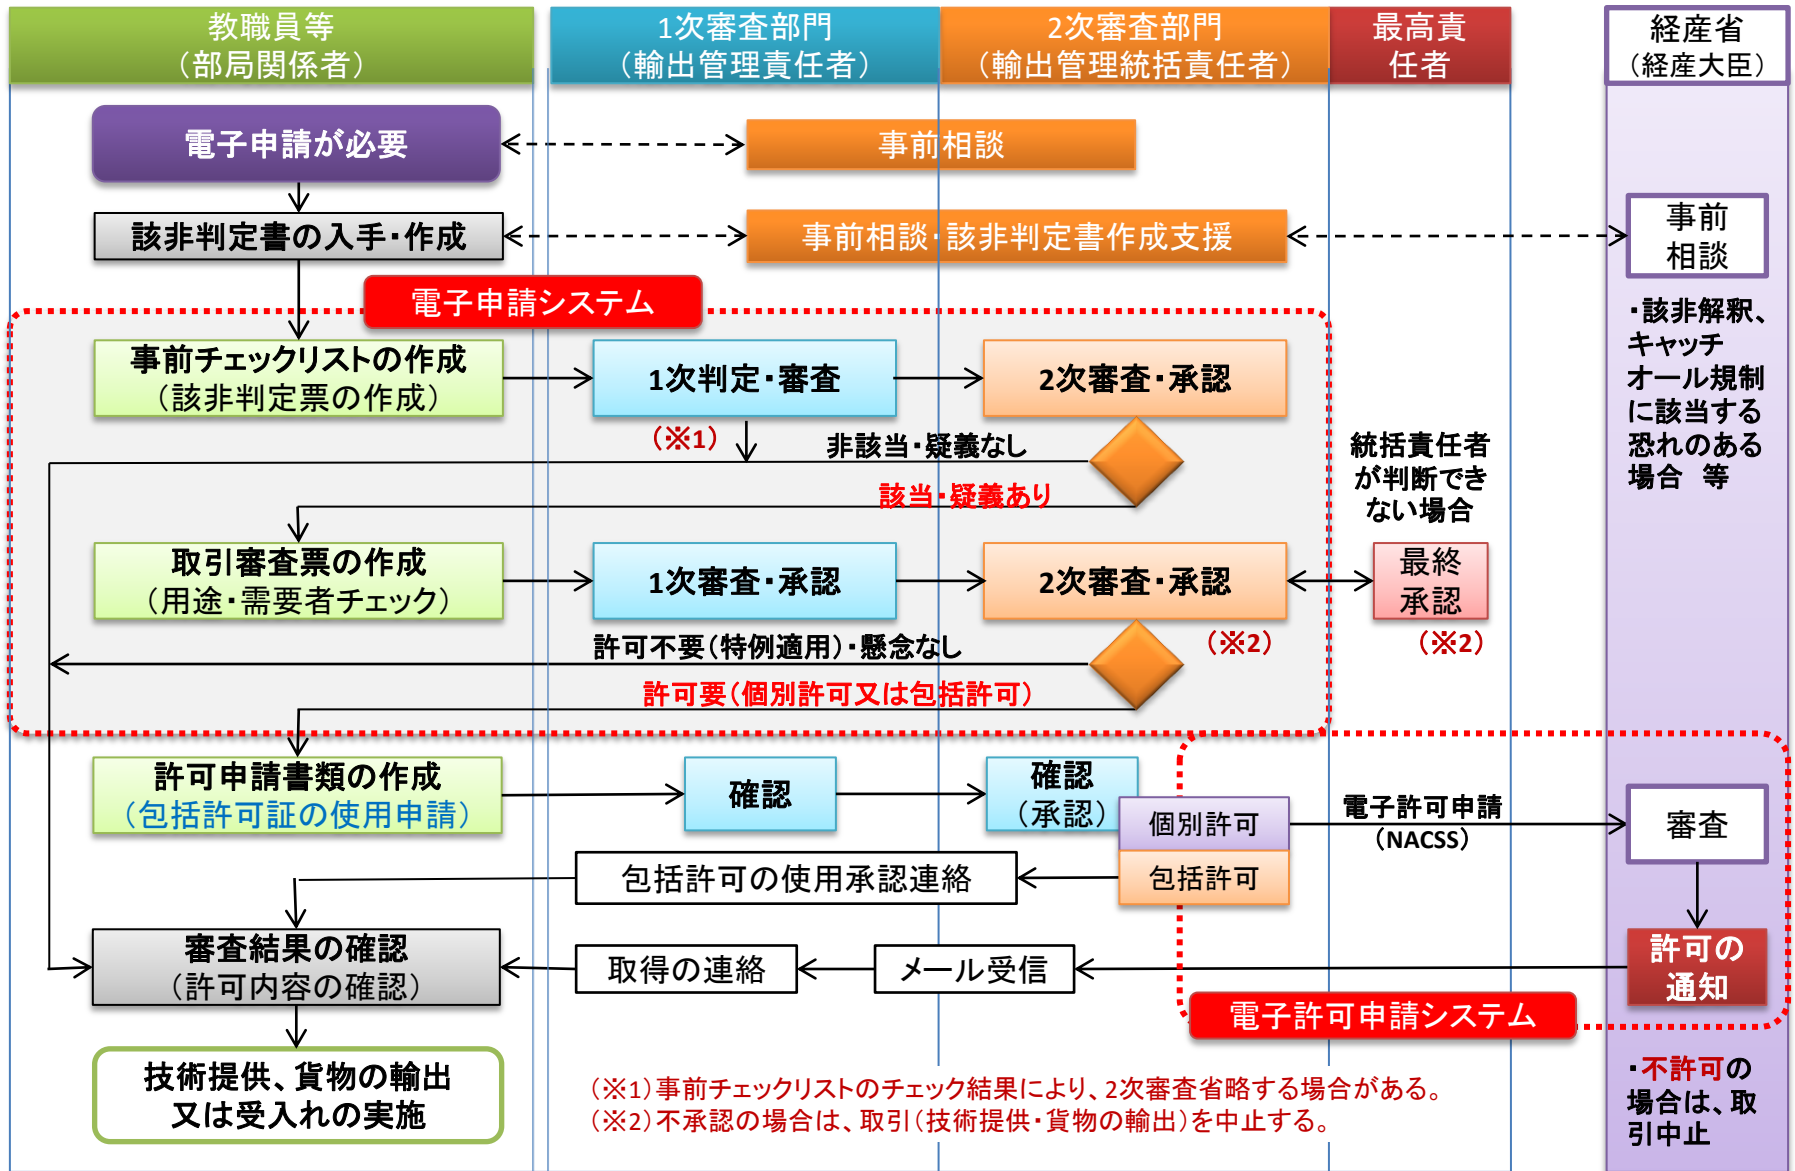 教職員等
（部局関係者）
1次審査部門
（輸出管理責任者）
2次審査部門
（輸出管理統括責任者）
最高責
任者
経産省
（経産大臣）
電子申請が必要
事前相談
該非判定書の入手・作成
事前相談・該非判定書作成支援
事前
相談
電子申請システム
・該非解釈、
キャッチ
オール規制
に該当する
恐れのある
場合　等
事前チェックリストの作成
（該非判定票の作成）
1次判定・審査
2次審査・承認
（※1）
非該当・疑義なし
統括責任者
が判断でき
ない場合
該当・疑義あり
取引審査票の作成
（用途・需要者チェック）
1次審査・承認
2次審査・承認
最終
承認
（※2）
（※2）
許可不要（特例適用）・懸念なし
許可要（個別許可又は包括許可）
許可申請書類の作成
（包括許可証の使用申請）
確認
確認
（承認）
個別許可
電子許可申請
（NACSS）
審査
包括許可の使用承認連絡
包括許可
審査結果の確認
（許可内容の確認）
取得の連絡
メール受信
許可の
通知
電子許可申請システム
技術提供、貨物の輸出
又は受入れの実施
（※1）事前チェックリストのチェック結果により、2次審査省略する場合がある。
（※2）不承認の場合は、取引（技術提供・貨物の輸出）を中止する。
・不許可の
場合は、取
引中止